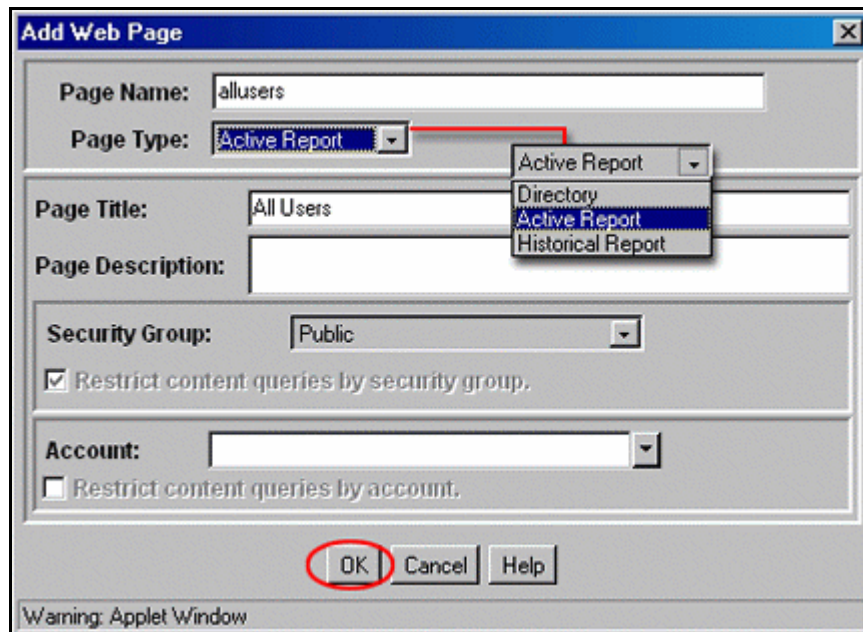 Add Web Page
Page Name: allusers
Page Type: Active Report
Active Report
Directory
Active Report
Historical Report
Page Title: All Users
Page Description:
Security Group: Public
Restrict content queries by security group.
Account:
Restrict content queries by account.
OK Cancel Help
Warning: Applet Window